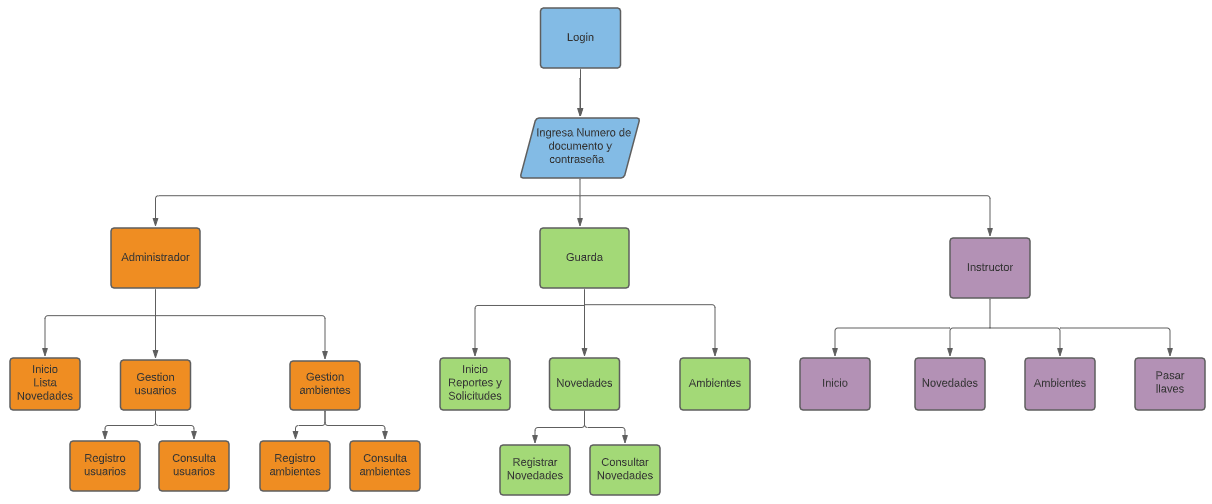 Login
Ingresa Numero de
documento y
contraseña
Administrador
Guarda
Instructor
Inicio
Lista
Novedades
Gestion
usuarios
Gestion
ambientes
Inicio
Reportes y
Solicitudes
Novedades
Ambientes
Inicio
Novedades
Ambientes
Pasar
llaves
Registro
usuarios
Consulta
usuarios
Registro
ambientes
Consulta
ambientes
Registrar
Novedades
Consultar
Novedades